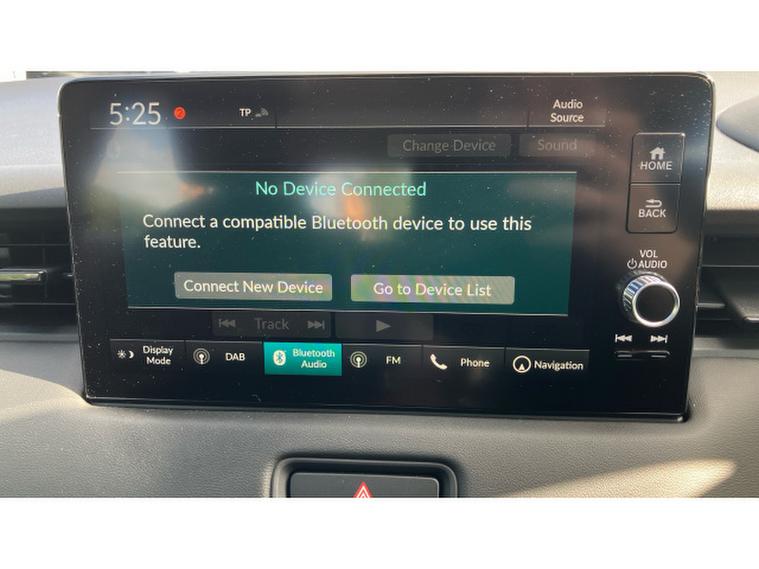 5:25
2
TP
Audio
Source
Change Device
Sound
HOME
BACK
VOL
AUDIO
No Device Connected
Connect a compatible Bluetooth device to use this
feature.
Connect New Device
Go to Device List
Track
Display
Mode
DAB
Bluetooth
Audio
FM
Phone
Navigation